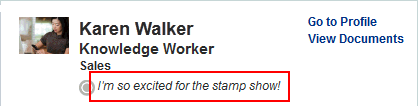 Karen Walker
Knowledge Worker
Sales
I'm so excited for the stamp show!
Go to Profile
View Documents